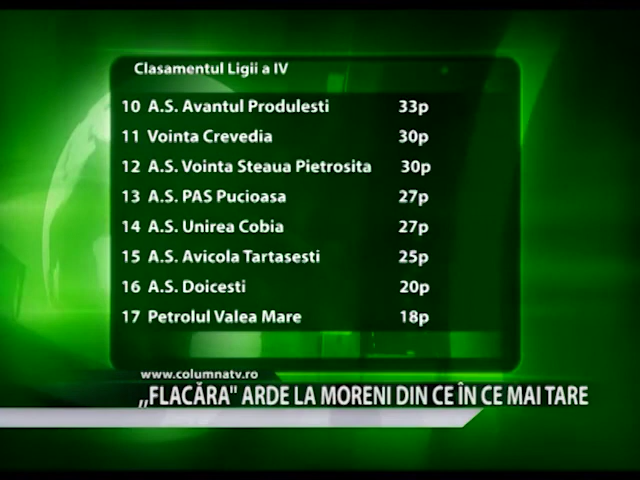 Clasamentul Ligii a IV
10 A.S. Avantul Produlesti 33p
11 Vointa Crevedia 30p
12 A.S. Vointa Steaua Pietrosita 30p
13 A.S. PAS Pucioasa 27p
14 A.S. Unirea Cobia 27p
15 A.S. Avicola Tartasesti 25p
16 A.S. Doicesti 20p
17 Petrolul Valea Mare 18p
www.columnatv.ro
,,FLACĂRA" ARDE LA MORENI DIN CE ÎN CE MAI TARE